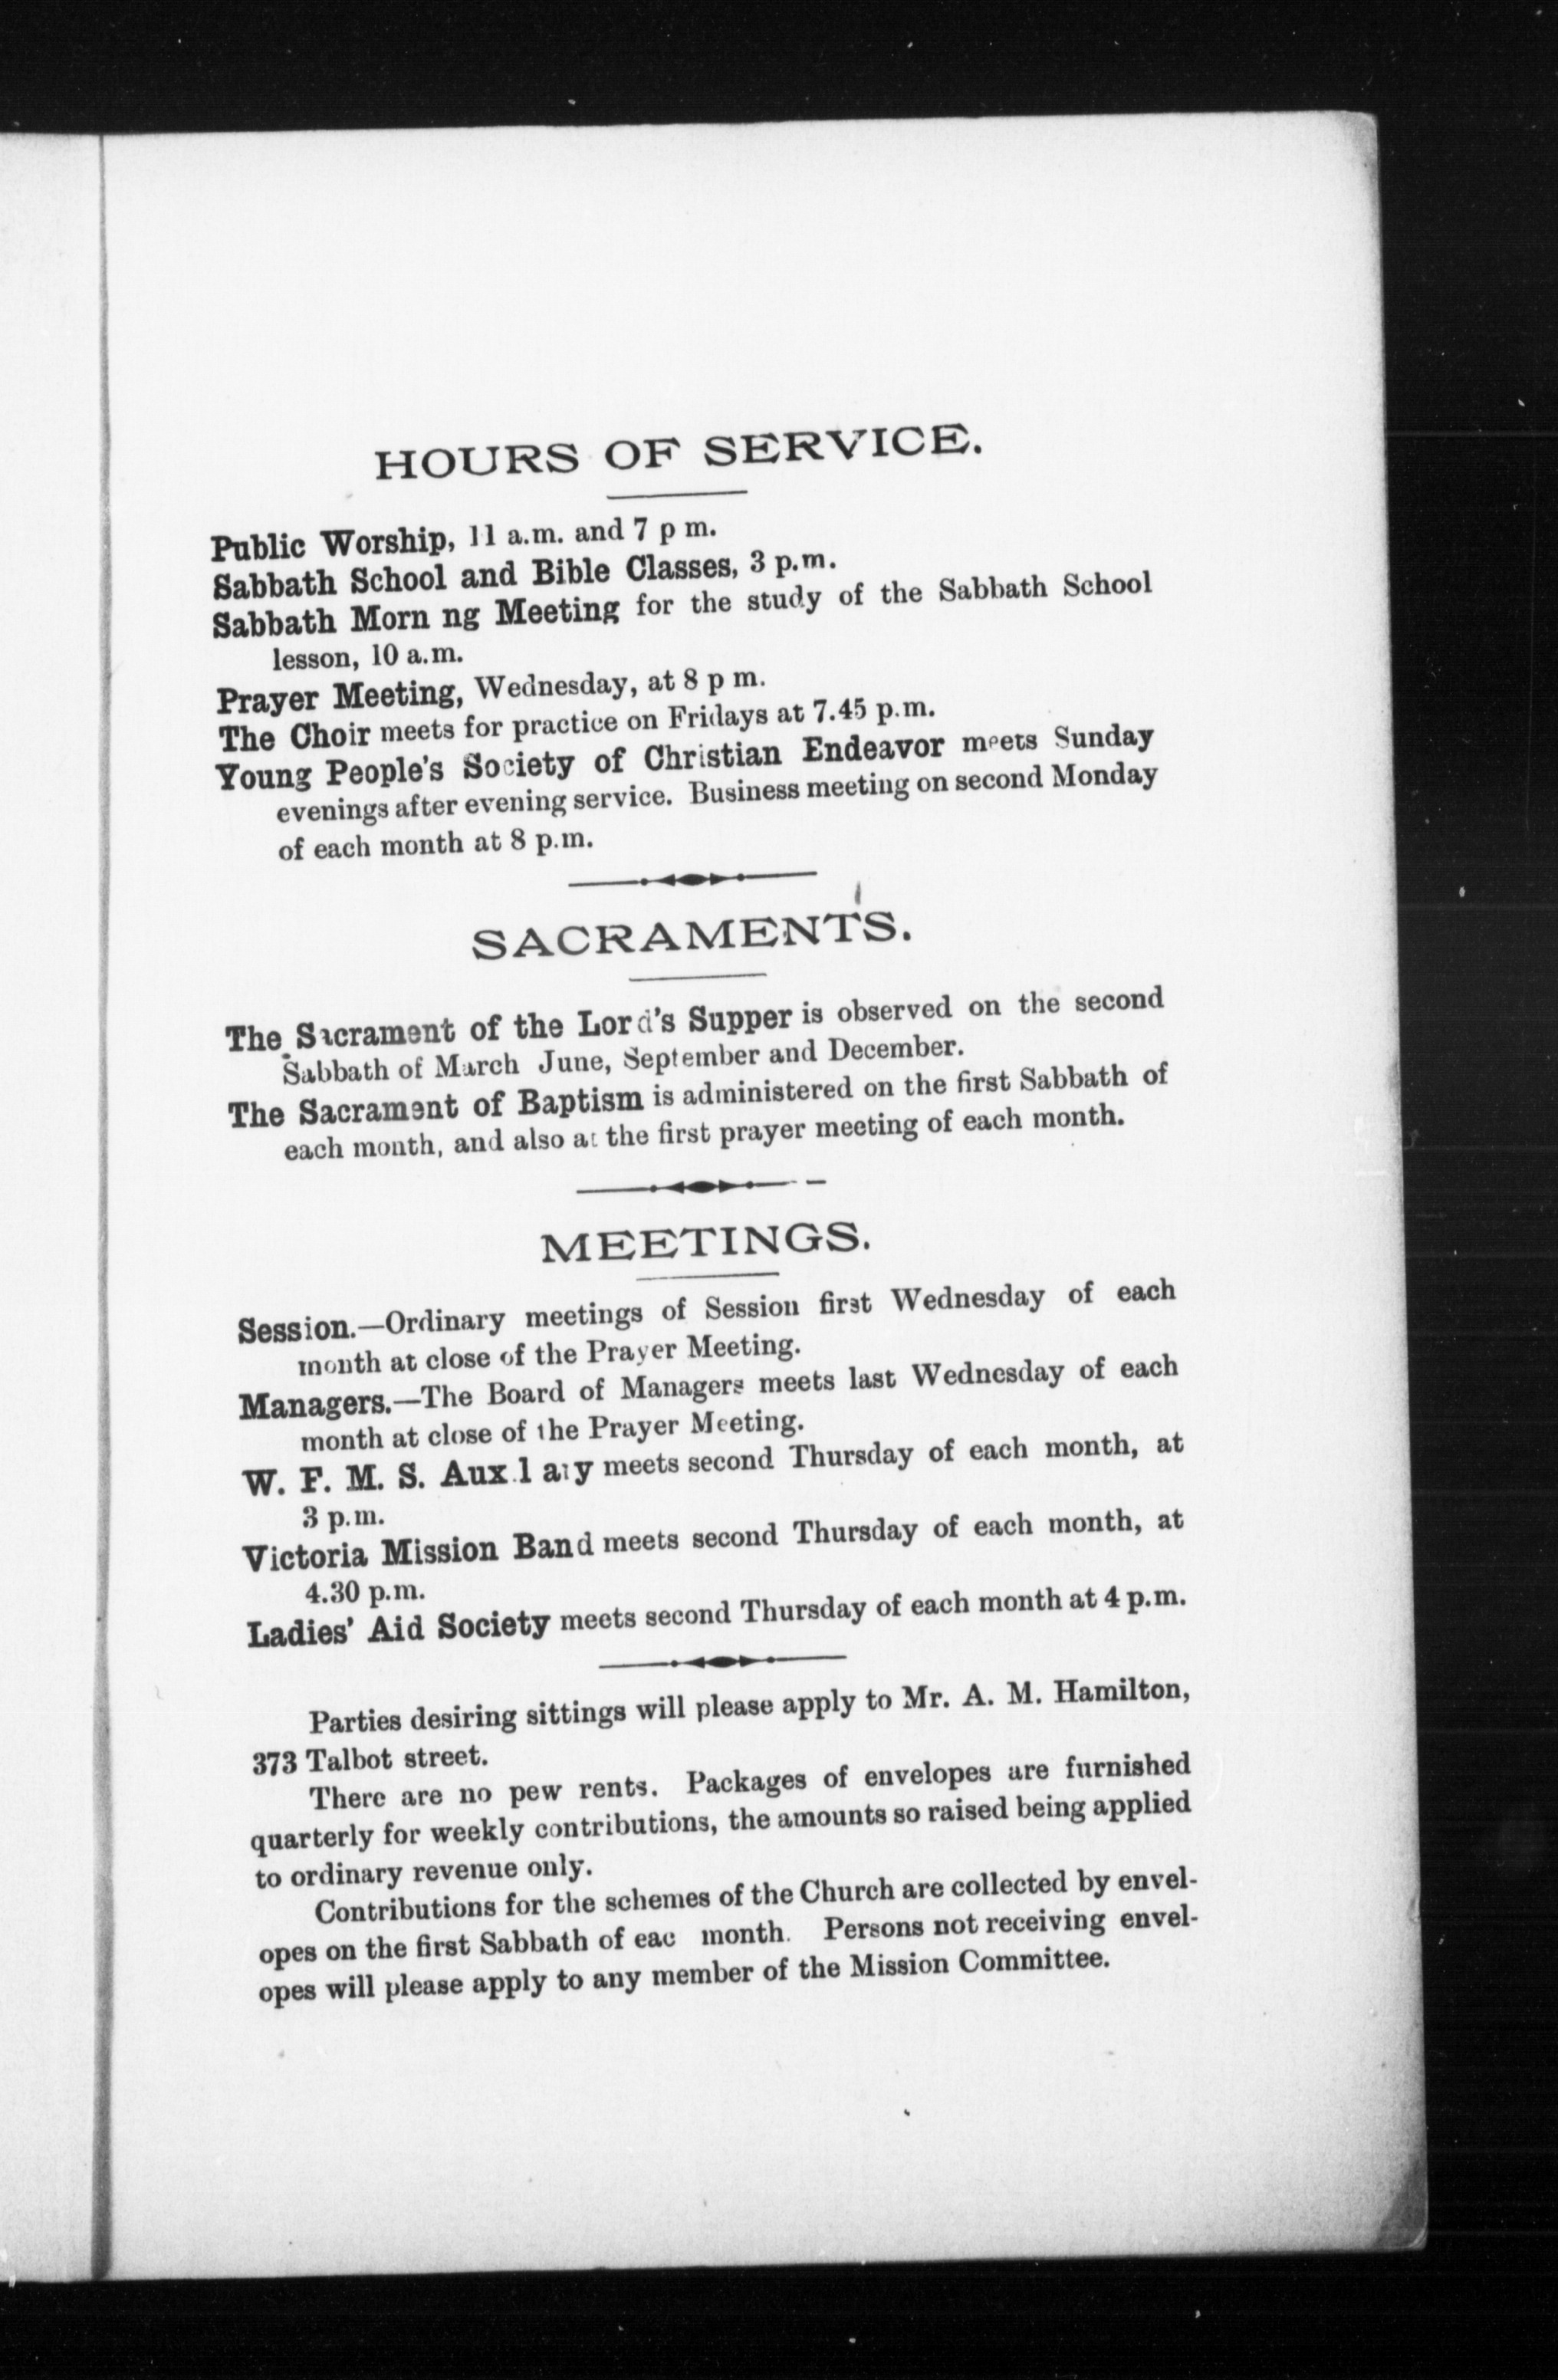 HOURS OF SERVICE.
Public Worship, 11 a.m. and 7 p m.
Sabbath School and Bible Classes, 3 p.m.
Sabbath Morn ng Meeting for the study of the Sabbath School
lesson, 10 a.m.
Prayer Meeting, Wednesday, at 8 p m.
The Choir meets for practice on Fridays at 7.45 p.m.
Young People's Society of Christian Endeavor meets Sunday
evenings after evening service. Business meeting on second Monday
of each month at 8 p.m.
SACRAMENTS.
The Sacrament of the Lord's Supper is observed on the second
Sabbath of March June, September and December.
The Sacrament of Baptism is administered on the first Sabbath of
each month, and also at the first prayer meeting of each month.
MEETINGS.
Session.—Ordinary meetings of Session first Wednesday of each
month at close of the Prayer Meeting.
Managers.—The Board of Managers meets last Wednesday of each
month at close of the Prayer Meeting.
W. F. M. S. Aux l ary meets second Thursday of each month, at
3 p.m.
Victoria Mission Band meets second Thursday of each month, at
4.30 p.m.
Ladies' Aid Society meets second Thursday of each month at 4 p.m.
Parties desiring sittings will please apply to Mr. A. M. Hamilton,
373 Talbot street.
There are no pew rents. Packages of envelopes are furnished
quarterly for weekly contributions, the amounts so raised being applied
to ordinary revenue only.
Contributions for the schemes of the Church are collected by envel-
opes on the first Sabbath of eac month. Persons not receiving envel-
opes will please apply to any member of the Mission Committee.